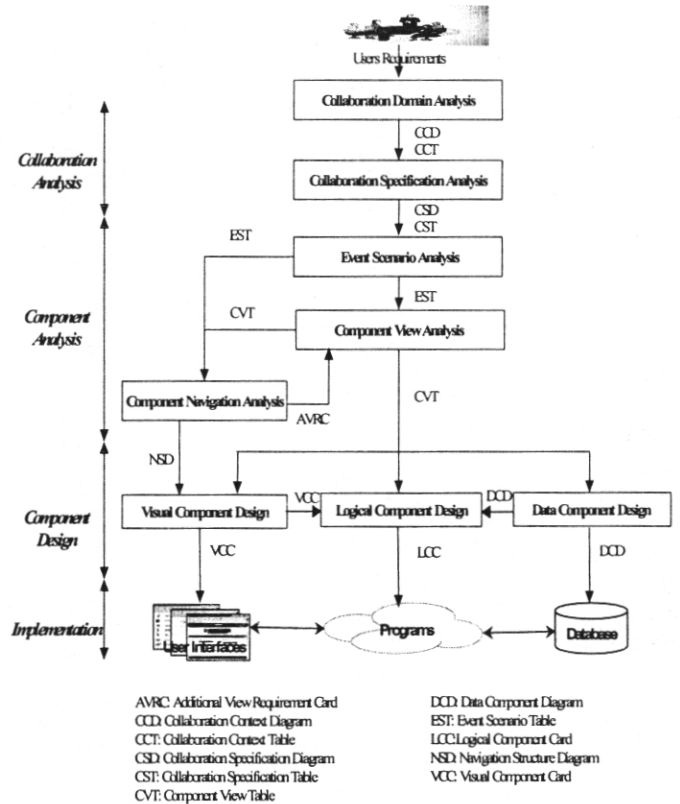 Users Requirements
Collaboration Domain Analysis
CCD
CCT
Collaboration Analysis
Collaboration Specification Analysis
CSD
CST
EST
Event Scenario Analysis
EST
Component Analysis
CVT
Component View Analysis
Component Navigation Analysis
AVRC
CVT
NSD
Component Design
Visual Component Design
VCC
Logical Component Design
DCD
Data Component Design
VCC
LCC
DCD
Implementation
User Interfaces
Programs
Database
AVRC: Additional View Requirement Card
CCD: Collaboration Context Diagram
CCT: Collaboration Context Table
CSD: Collaboration Specification Diagram
CST: Collaboration Specification Table
CVT: Component View Table
DCD: Data Component Diagram
EST: Event Scenario Table
LCC:Logical Component Card
NSD: Navigation Structure Diagram
VCC: Visual Component Card